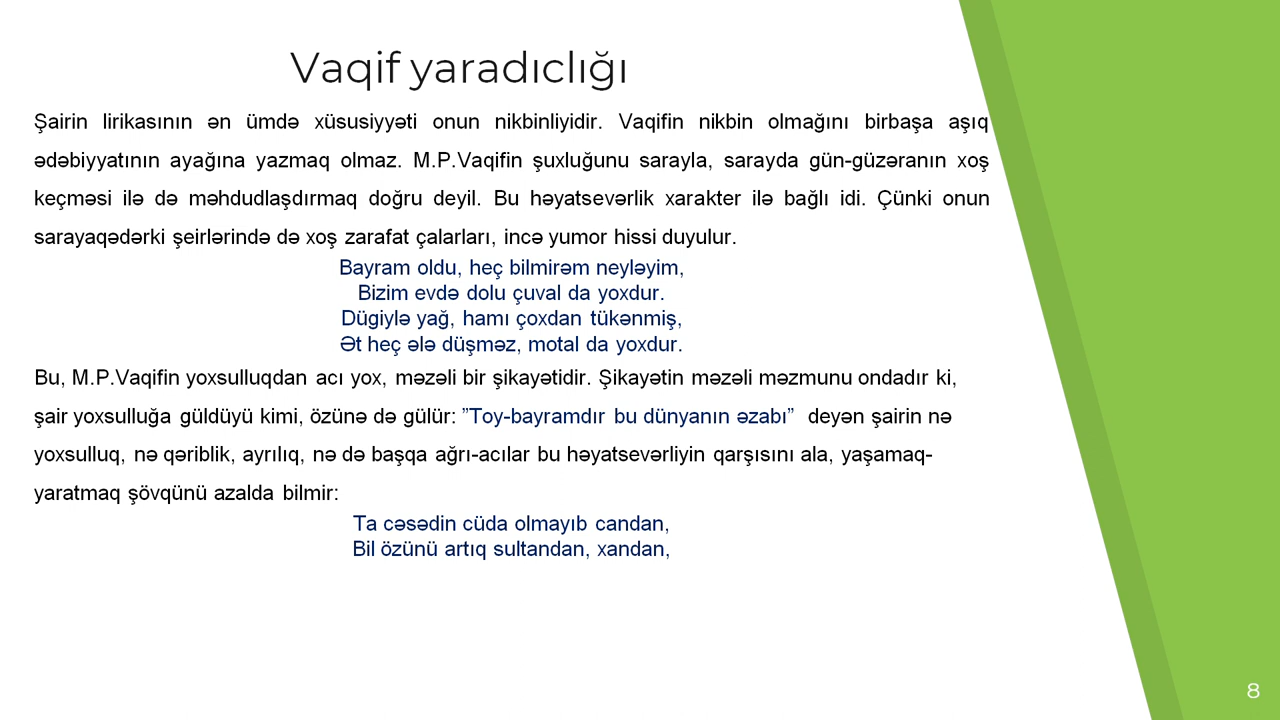 Vaqif yaradıclığı
Şairin lirikasının ən ümdə xüsusiyyəti onun nikbinliyidir. Vaqifin nikbin olmağını birbaşa aşıq
ədəbiyyatının ayağına yazmaq olmaz. M.P.Vaqifin şuxluğunu sarayla, sarayda gün-güzəranın xoş
keçməsi ilə də məhdudlaşdırmaq doğru deyil. Bu həyatsevərlik xarakter ilə bağlı idi. Çünki onun
sarayaqədərki şeirlərində də xoş zarafat çalarları, incə yumor hissi duyulur.
Bayram oldu, heç bilmirəm neyləyim,
Bizim evdə dolu çuval da yoxdur.
Dügiylə yağ, hamı çoxdan tükənmiş,
Ət heç ələ düşməz, motal da yoxdur.
Bu, M.P.Vaqifin yoxsulluqdan acı yox, məzəli bir şikayətidir. Şikayətin məzəli məzmunu ondadır ki,
şair yoxsulluğa güldüyü kimi, özünə də gülür: ”Toy-bayramdır bu dünyanın əzabı” deyən şairin nə
yoxsulluq, nə qəriblik, ayrılıq, nə də başqa ağrı-acılar bu həyatsevərliyin qarşısını ala, yaşamaq-
yaratmaq şövqünü azalda bilmir:
Ta cəsədin cüda olmayıb candan,
Bil özünü artıq sultandan, xandan,
8